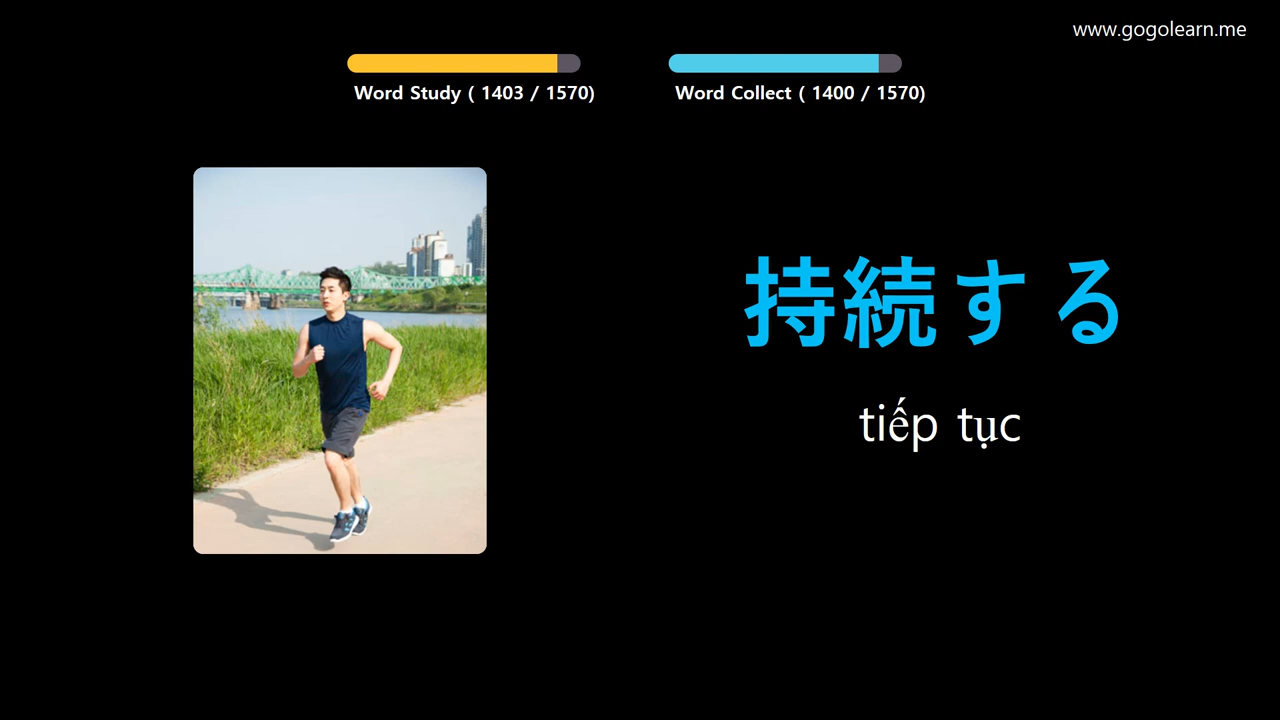 www.gogolearn.me
Word Study ( 1403 / 1570)
Word Collect ( 1400 / 1570)
持続する
tiếp tục